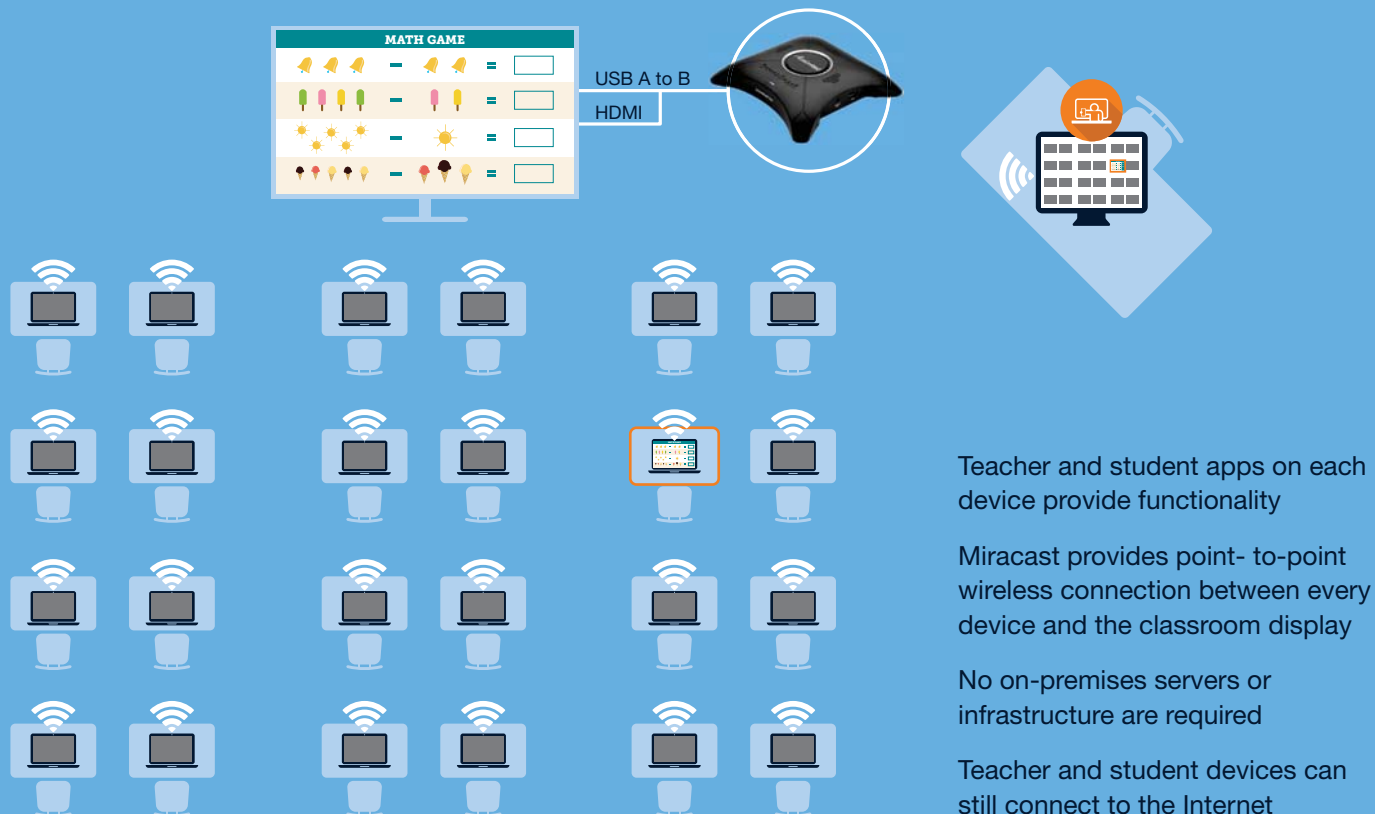 MATH GAME
USB A to B
HDMI
Teacher and student apps on each
device provide functionality
Miracast provides point- to-point
wireless connection between every
device and the classroom display
No on-premises servers or
infrastructure are required
Teacher and student devices can
still connect to the Internet